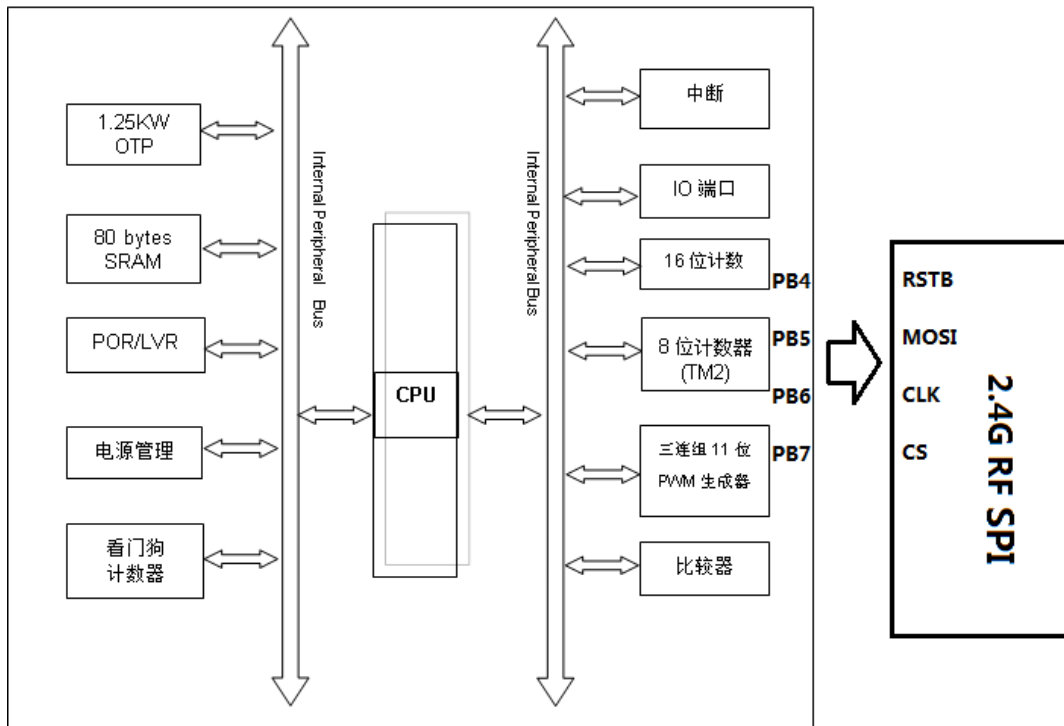 1.25KW
OTP
80 bytes
SRAM
POR/LVR
电源管理
看门狗
计数器
Internal Peripheral Bus
CPU
Internal Peripheral Bus
中断
IO 端口
16 位计数
8 位计数器
(TM2)
三连组 11 位
PWM 生成器
比较器
PB4
PB5
PB6
PB7
RSTB
MOSI
CLK
CS
2.4G RF SPI